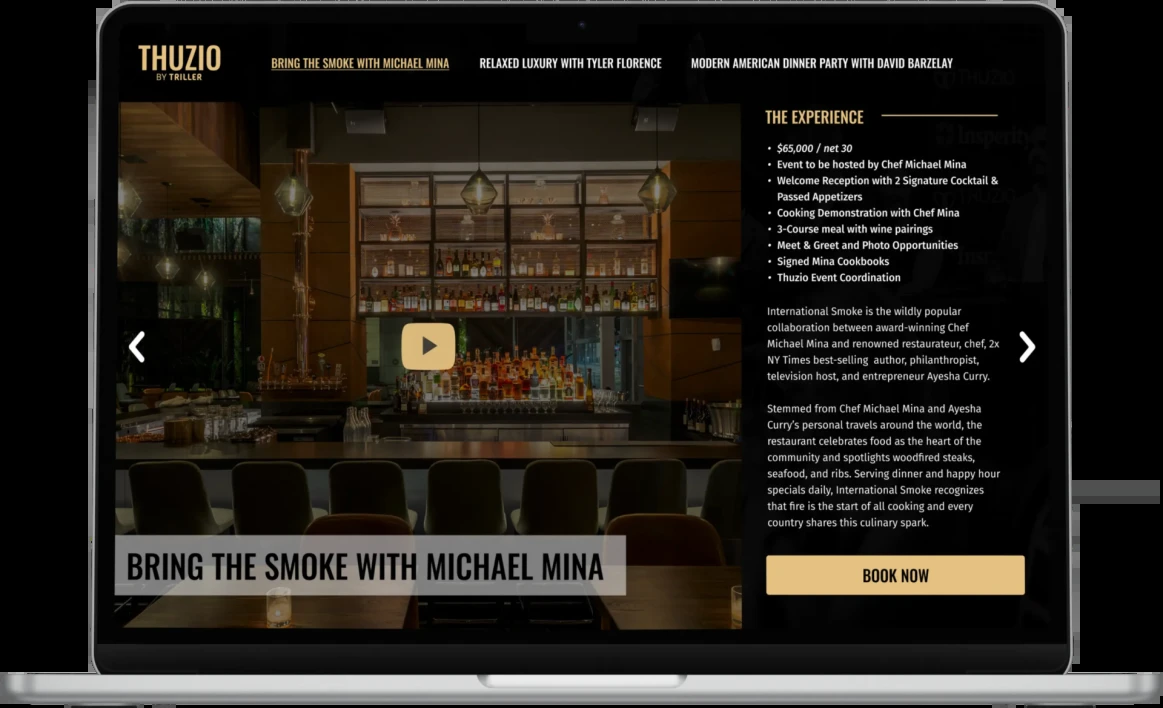 THUZIO
BY TRILLER
BRING THE SMOKE WITH MICHAEL MINA
RELAXED LUXURY WITH TYLER FLORENCE
MODERN AMERICAN DINNER PARTY WITH DAVID BARZELAY
THE EXPERIENCE
• $65,000 / net 30
• Event to be hosted by Chef Michael Mina
• Welcome Reception with 2 Signature Cocktail &
Passed Appetizers
• Cooking Demonstration with Chef Mina
• 3-Course meal with wine pairings
• Meet & Greet and Photo Opportunities
• Signed Mina Cookbooks
• Thuzio Event Coordination
International Smoke is the wildly popular
collaboration between award-winning Chef
Michael Mina and renowned restaurateur, chef, 2x
NY Times best-selling author, philanthropist,
television host, and entrepreneur Ayesha Curry.
Stemmed from Chef Michael Mina and Ayesha
Curry's personal travels around the world, the
restaurant celebrates food as the heart of the
community and spotlights woodfired steaks,
seafood, and ribs. Serving dinner and happy hour
specials daily, International Smoke recognizes
that fire is the start of all cooking and every
country shares this culinary spark.
BRING THE SMOKE WITH MICHAEL MINA
BOOK NOW
THUZIO
Insperity
THUZIO